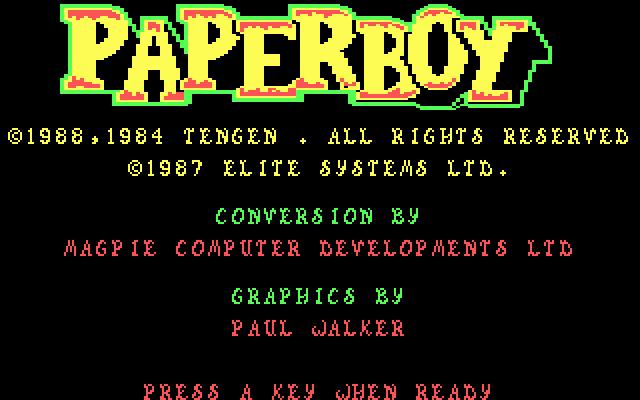 PAPERBOY
©1988,1984 TENGEN . ALL RIGHTS RESERVED
©1987 ELITE SYSTEMS LTD.
CONVERSION BY
MAGPIE COMPUTER DEVELOPMENTS LTD
GRAPHICS BY
PAUL WALKER
PRESS A KEY WHEN READY